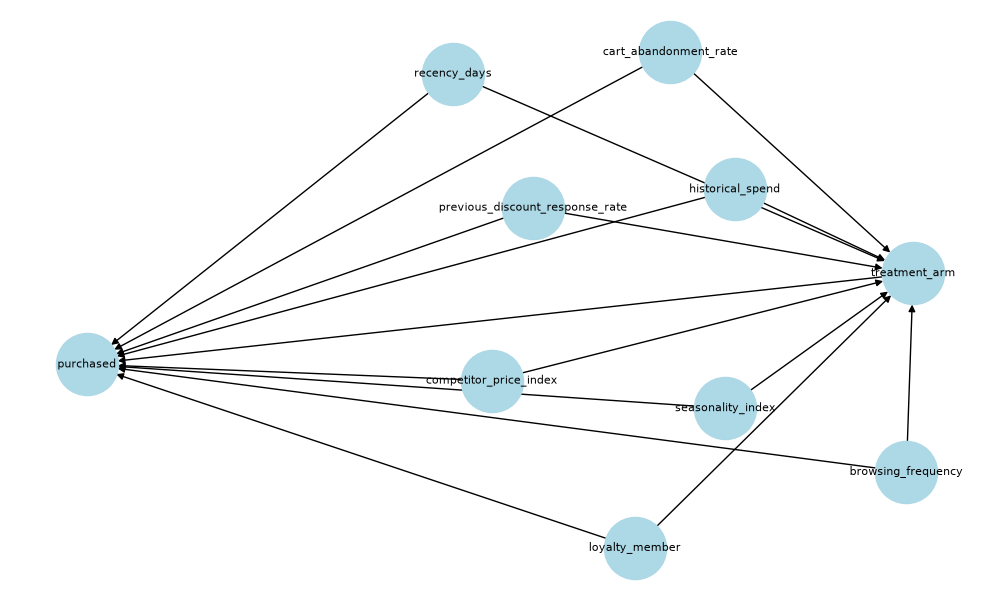 cart_abandonment_rate
recency_days
historical_spend
previous_discount_response_rate
treatment_arm
purchased
competitor_price_index
seasonality_index
browsing_frequency
loyalty_member